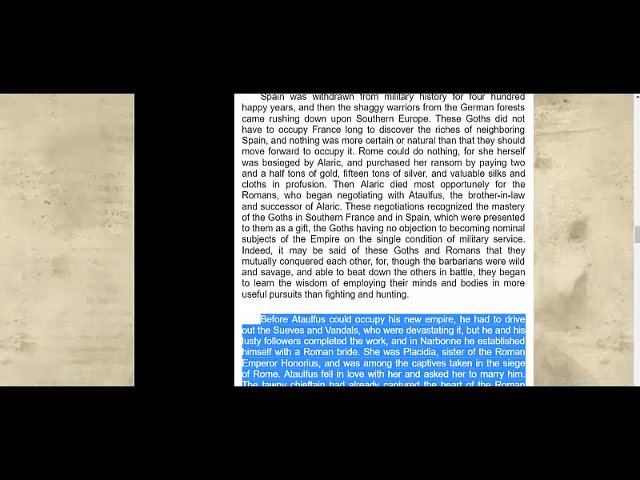 Spain was withdrawn from military history for four hundred
happy years, and then the shaggy warriors from the German forests
came rushing down upon Southern Europe. These Goths did not
have to occupy France long to discover the riches of neighboring
Spain, and nothing was more certain or natural than that they should
move forward to occupy it. Rome could do nothing, for she herself
was besieged by Alaric, and purchased her ransom by paying two
and a half tons of gold, fifteen tons of silver, and valuable silks and
cloths in profusion. Then Alaric died most opportunely for the
Romans, who began negotiating with Ataulfus, the brother-in-law
and successor of Alaric. These negotiations recognized the mastery
of the Goths in Southern France and in Spain, which were presented
to them as a gift, the Goths having no objection to becoming nominal
subjects of the Empire on the single condition of military service.
Indeed, it may be said of these Goths and Romans that they
mutually conquered each other, for, though the barbarians were wild
and savage, and able to beat down the others in battle, they began
to learn the wisdom of employing their minds and bodies in more
useful pursuits than fighting and hunting.
Before Ataulfus could occupy his new empire, he had to drive
out the Sueves and Vandals, who were devastating it, but he and his
lusty followers completed the work, and in Narbonne he established
himself with a Roman bride. She was Placidia, sister of the Roman
Emperor Honorius, and was among the captives taken in the siege
of Rome. Ataulfus fell in love with her and asked her to marry him.
The tawny chieftain had already captured the heart of the Roman